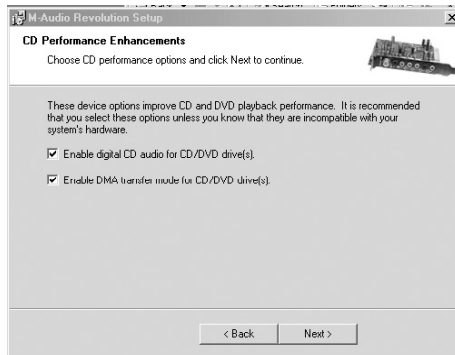 M-Audio Revolution Setup
CD Performance Enhancements
Choose CD performance options and click Next to continue.
These device options improve CD and DVD playback performance. It is recommended
that you select these options unless you know that they are incompatible with your
system's hardware.
Enable digital CD audio for CD/DVD drive(s).
Enable DMA transfer mode for CD/DVD drive(s).
< Back
Next >